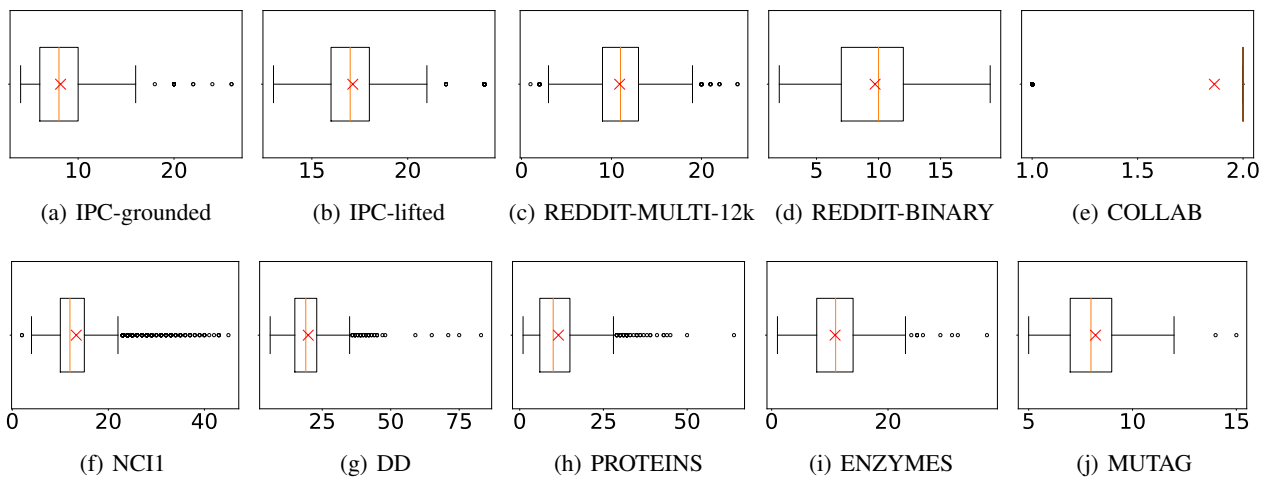 10 20
15 20
0 10 20
5 10 15
1.0 1.5 2.0
(a) IPC-grounded
(b) IPC-lifted
(c) REDDIT-MULTI-12k
(d) REDDIT-BINARY
(e) COLLAB
0 20 40
25 50 75
0 25 50
0 20
5 10 15
(f) NCI1
(g) DD
(h) PROTEINS
(i) ENZYMES
(j) MUTAG